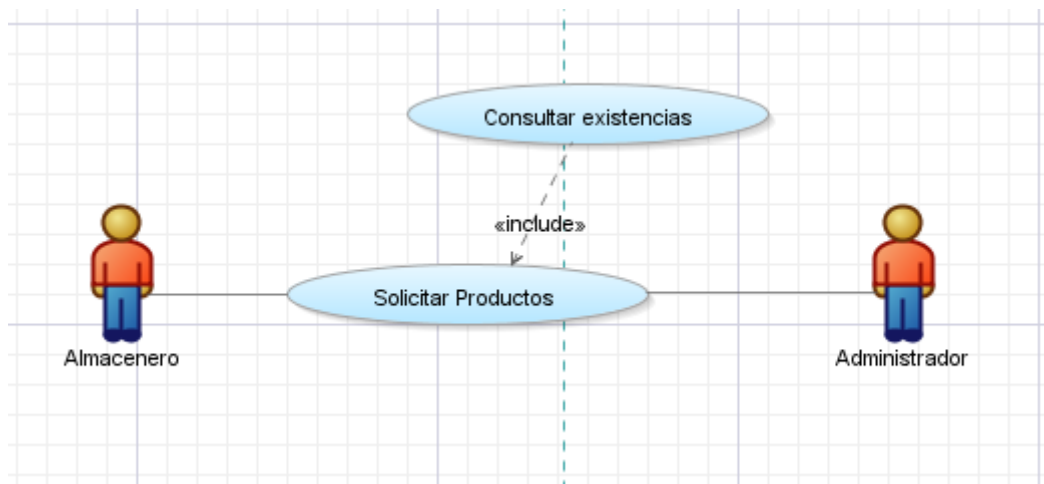 Consultar existencias
«include»
Solicitar Productos
Almacenero
Administrador